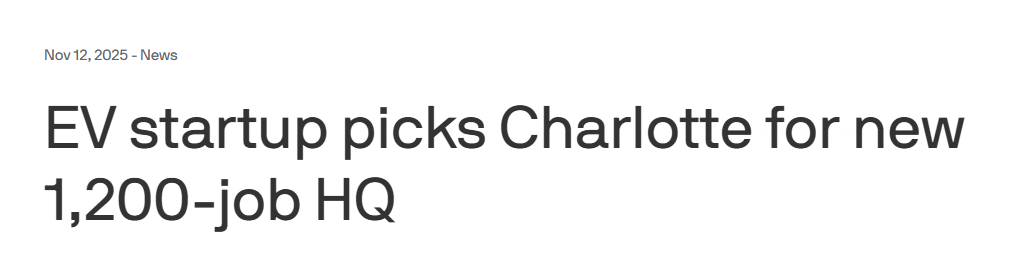 Nov 12, 2025 - News
EV startup picks Charlotte for new
1,200-job HQ